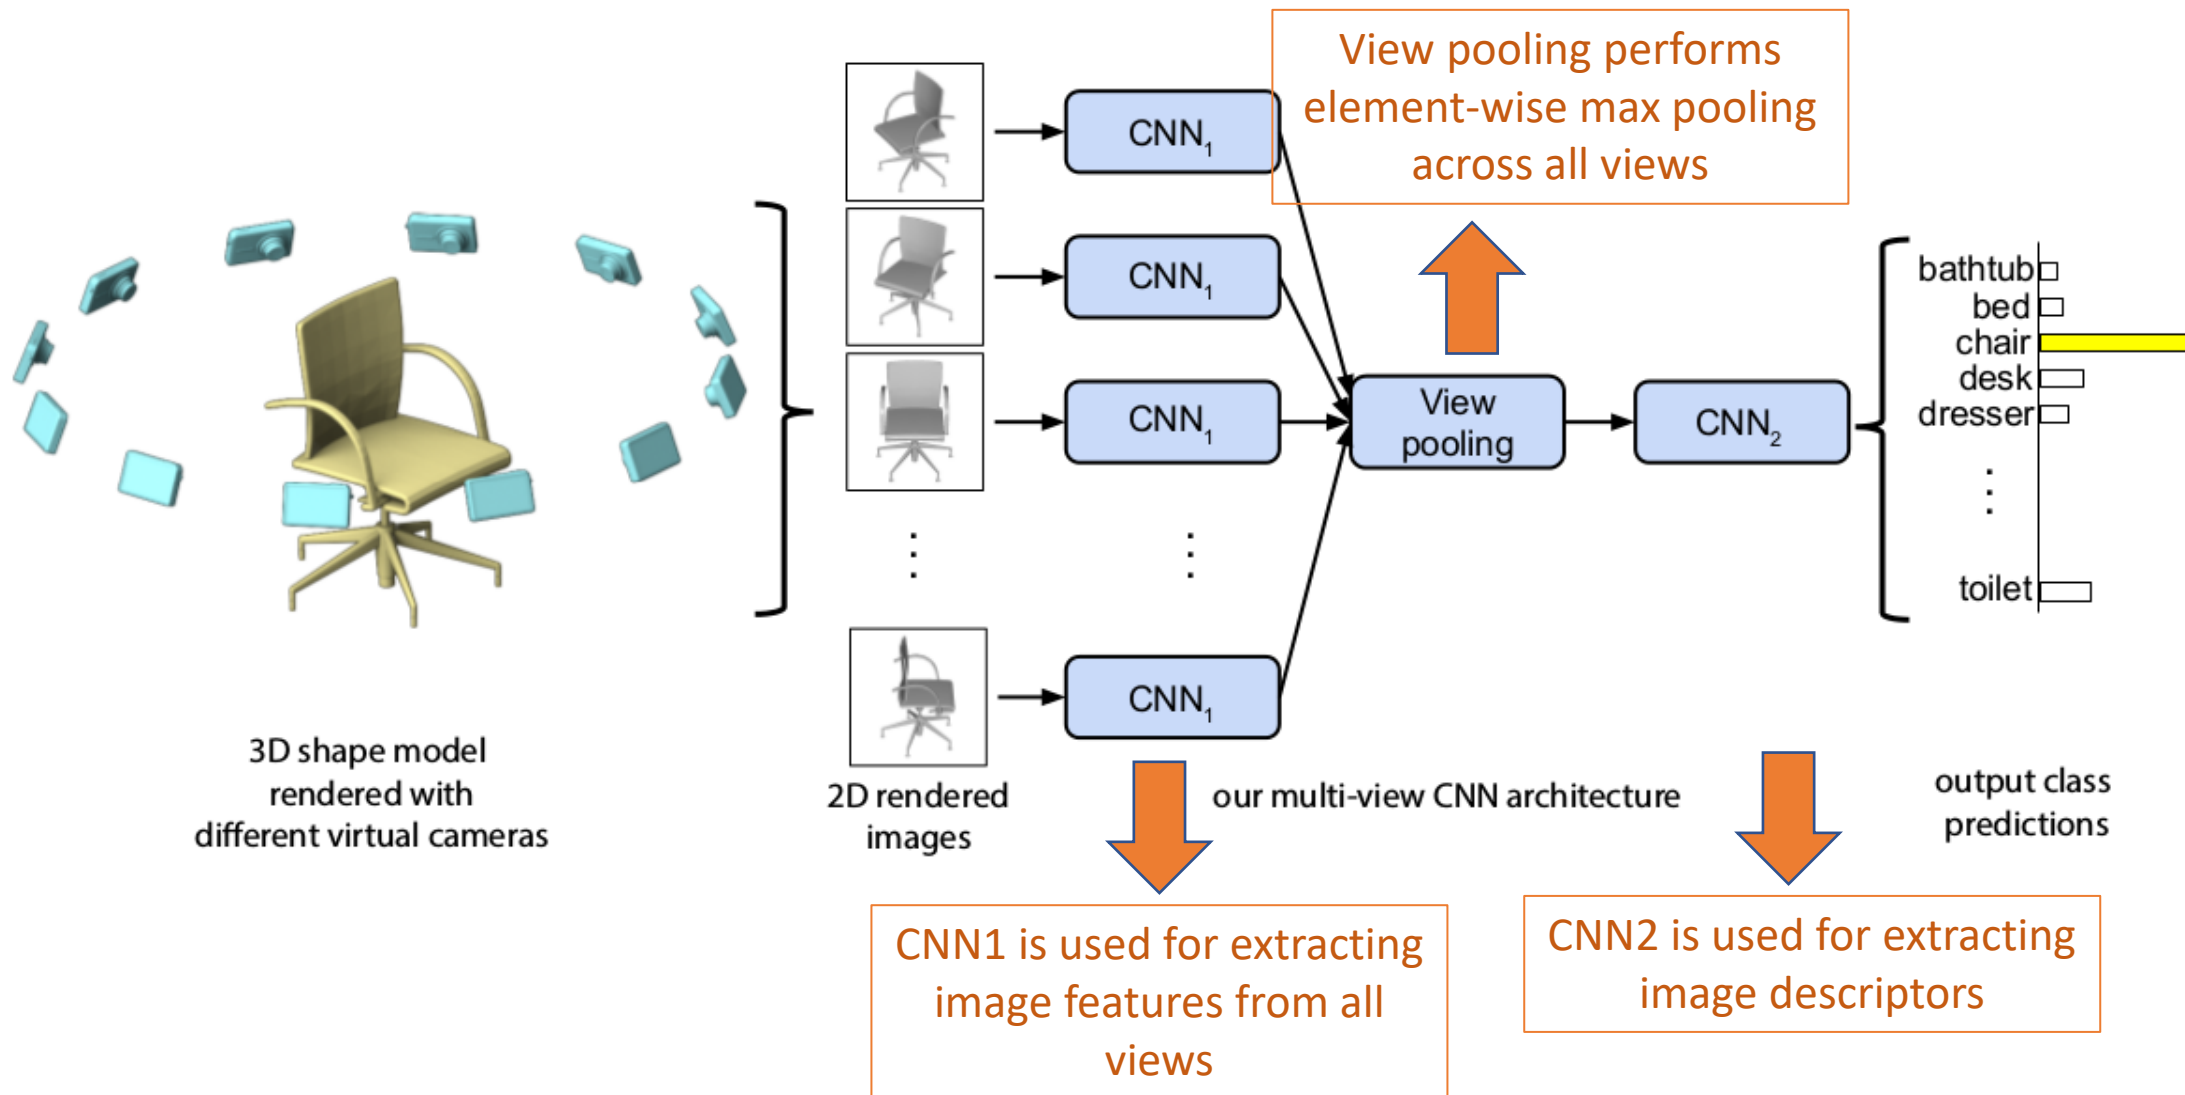 View pooling performs
element-wise max pooling
across all views
CNN1
CNN1
CNN1
CNN1
View
pooling
CNN2
bathtub
bed
chair
desk
dresser
⋮
toilet
⋮
⋮
3D shape model
rendered with
different virtual cameras
2D rendered
images
our multi-view CNN architecture
output class
predictions
CNN1 is used for extracting
image features from all
views
CNN2 is used for extracting
image descriptors